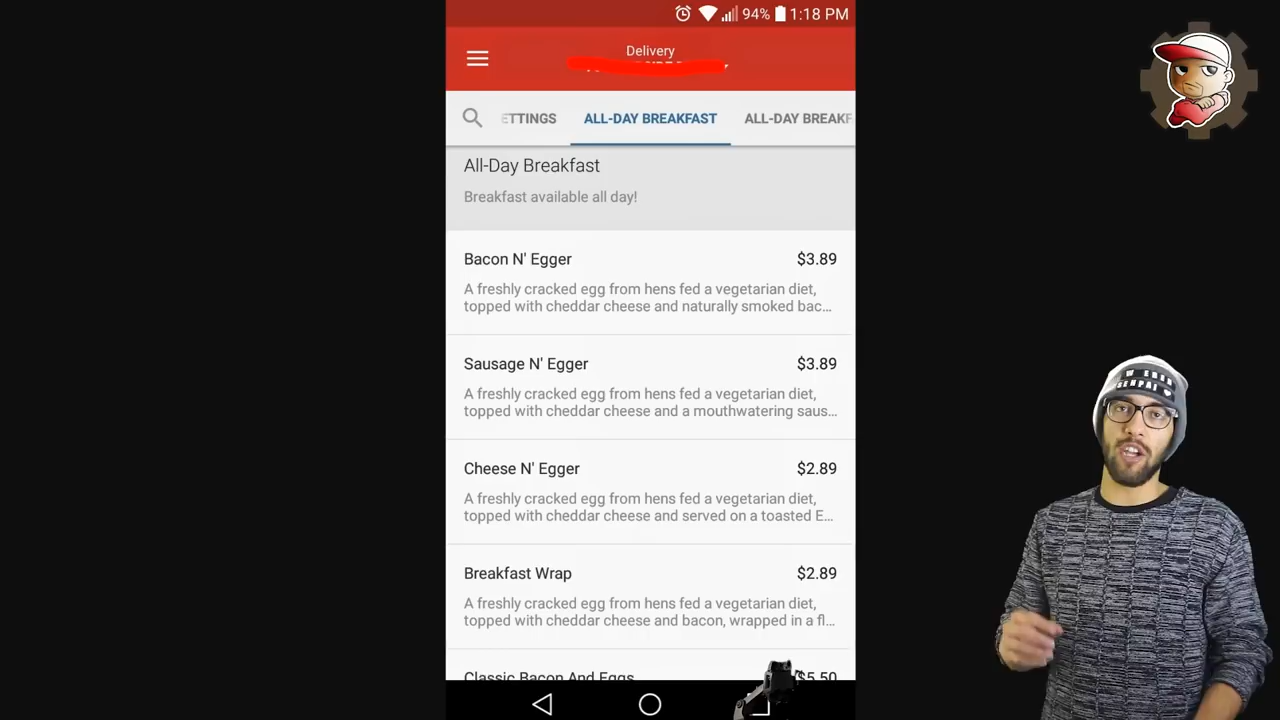 94% 1:18 PM
Delivery
ETTINGS ALL-DAY BREAKFAST ALL-DAY BREAKF
All-Day Breakfast
Breakfast available all day!
Bacon N' Egger $3.89
A freshly cracked egg from hens fed a vegetarian diet,
topped with cheddar cheese and naturally smoked bac...
Sausage N' Egger $3.89
A freshly cracked egg from hens fed a vegetarian diet,
topped with cheddar cheese and a mouthwatering saus...
Cheese N' Egger $2.89
A freshly cracked egg from hens fed a vegetarian diet,
topped with cheddar cheese and served on a toasted E...
Breakfast Wrap $2.89
A freshly cracked egg from hens fed a vegetarian diet,
topped with cheddar cheese and bacon, wrapped in a fl...
Classic Bacon And Eggs $5.50
SENPAI